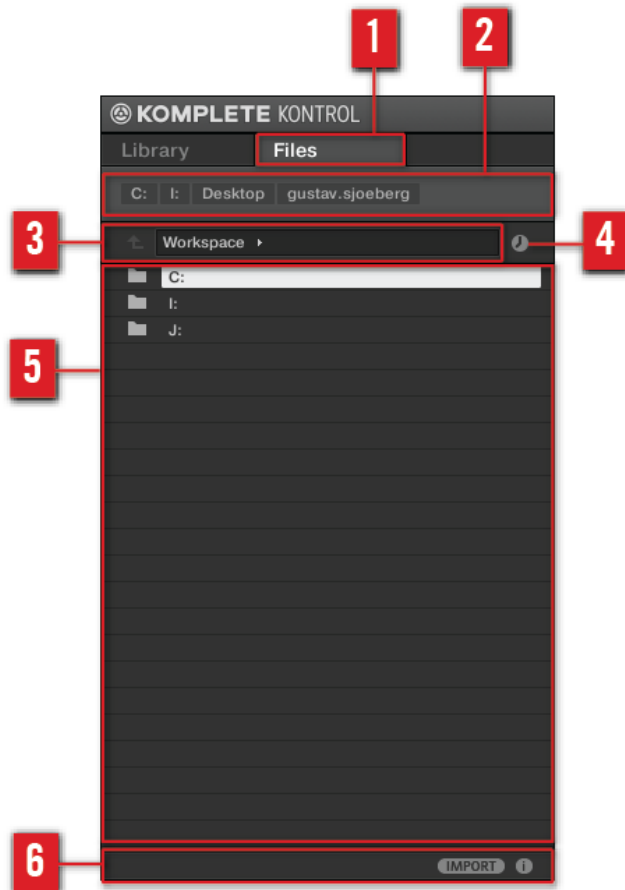 1 2
KOMPLETE KONTROL
Library Files
C: I: Desktop gustav.sjoeberg
3 Workspace 4
C:
I:
J:
5
6 IMPORT i